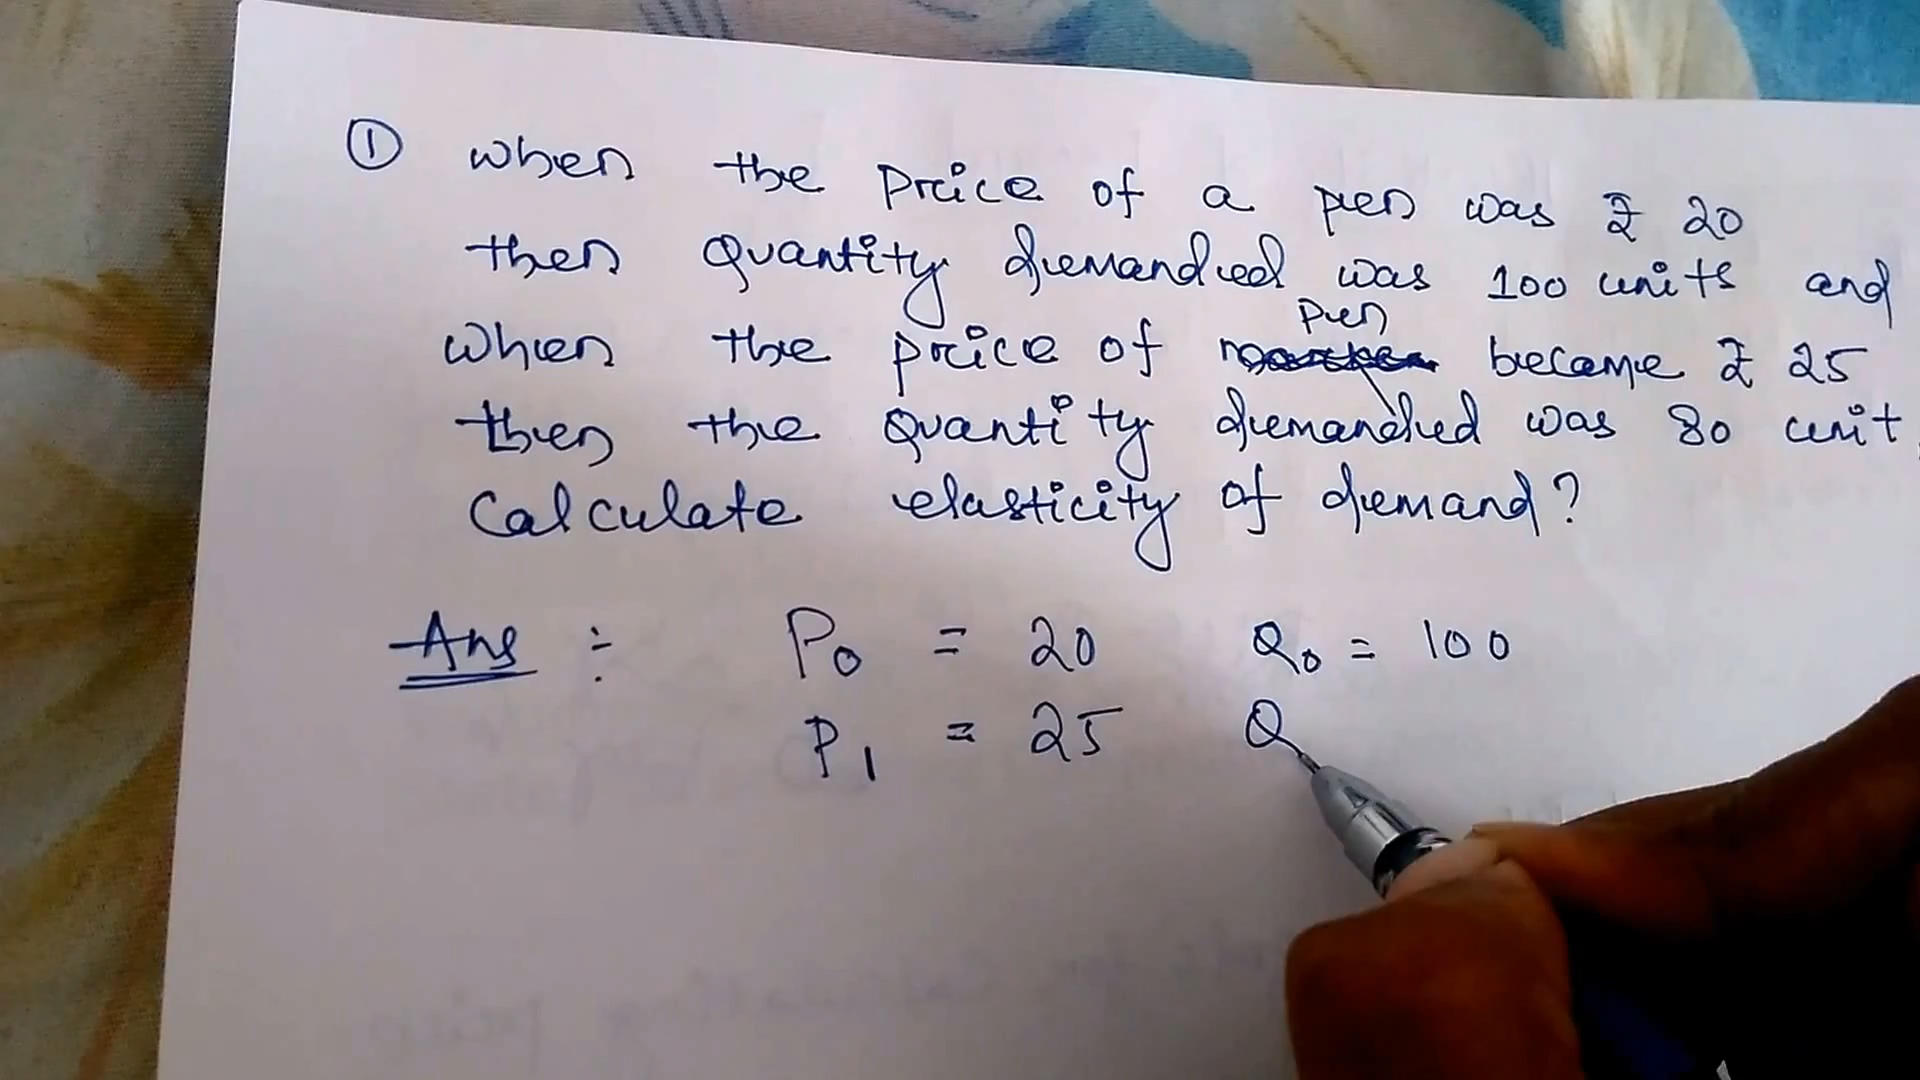 ① when the price of a pen was ₹ 20
then quantity demanded was 100 units and
pen
when the price of became ₹ 25
then the quantity demanded was 80 unit
Calculate elasticity of demand?
Ans ÷ P0 = 20 Q0 = 100
P1 = 25 Q